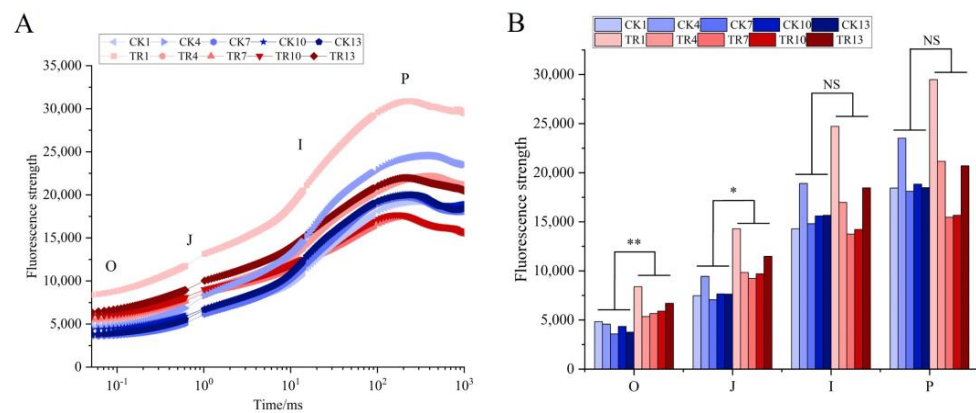 A
CK1 CK4 CK7 CK10 CK13
TR1 TR4 TR7 TR10 TR13
40,000
35,000
30,000
25,000
20,000
15,000
10,000
5,000
0
Fluorescence strength
O
J
I
P
10⁻¹ 10⁰ 10¹ 10² 10³
Time/ms
B
CK1 CK4 CK7 CK10 CK13
TR1 TR4 TR7 TR10 TR13
30,000
25,000
20,000
15,000
10,000
5,000
0
Fluorescence strength
**
*
NS
NS
O J I P